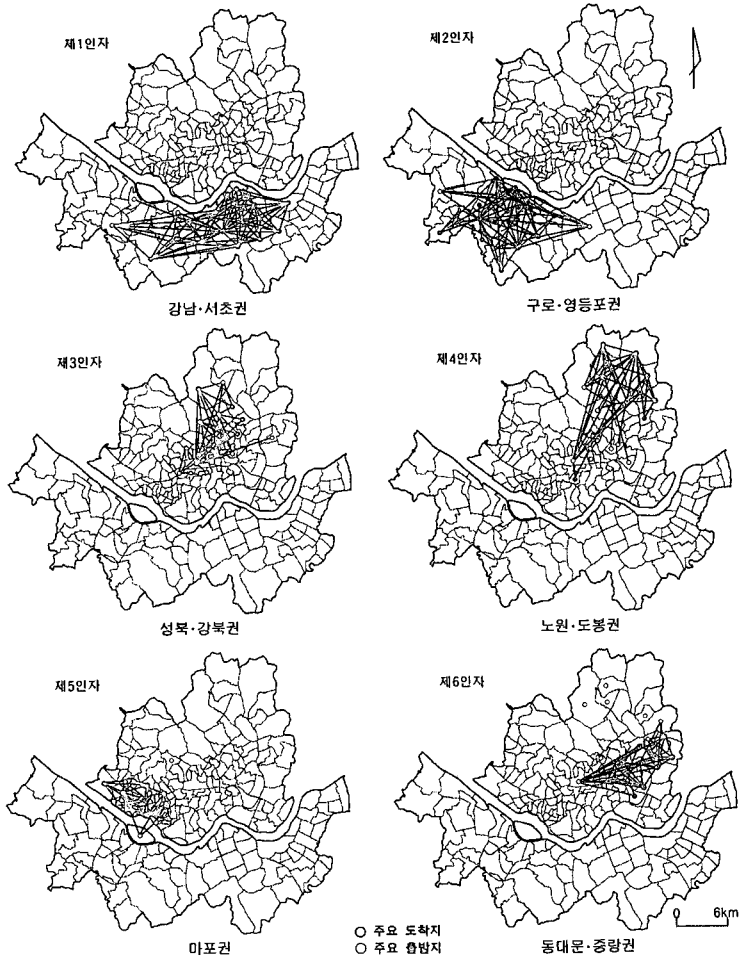 제1인자
제2인자
강남·서초권
구로·영등포권
제3인자
제4인자
성북·강북권
노원·도봉권
제5인자
제6인자
마포권
동대문·중랑권
○ 주요 도착지
○ 주요 출발지
0 6km